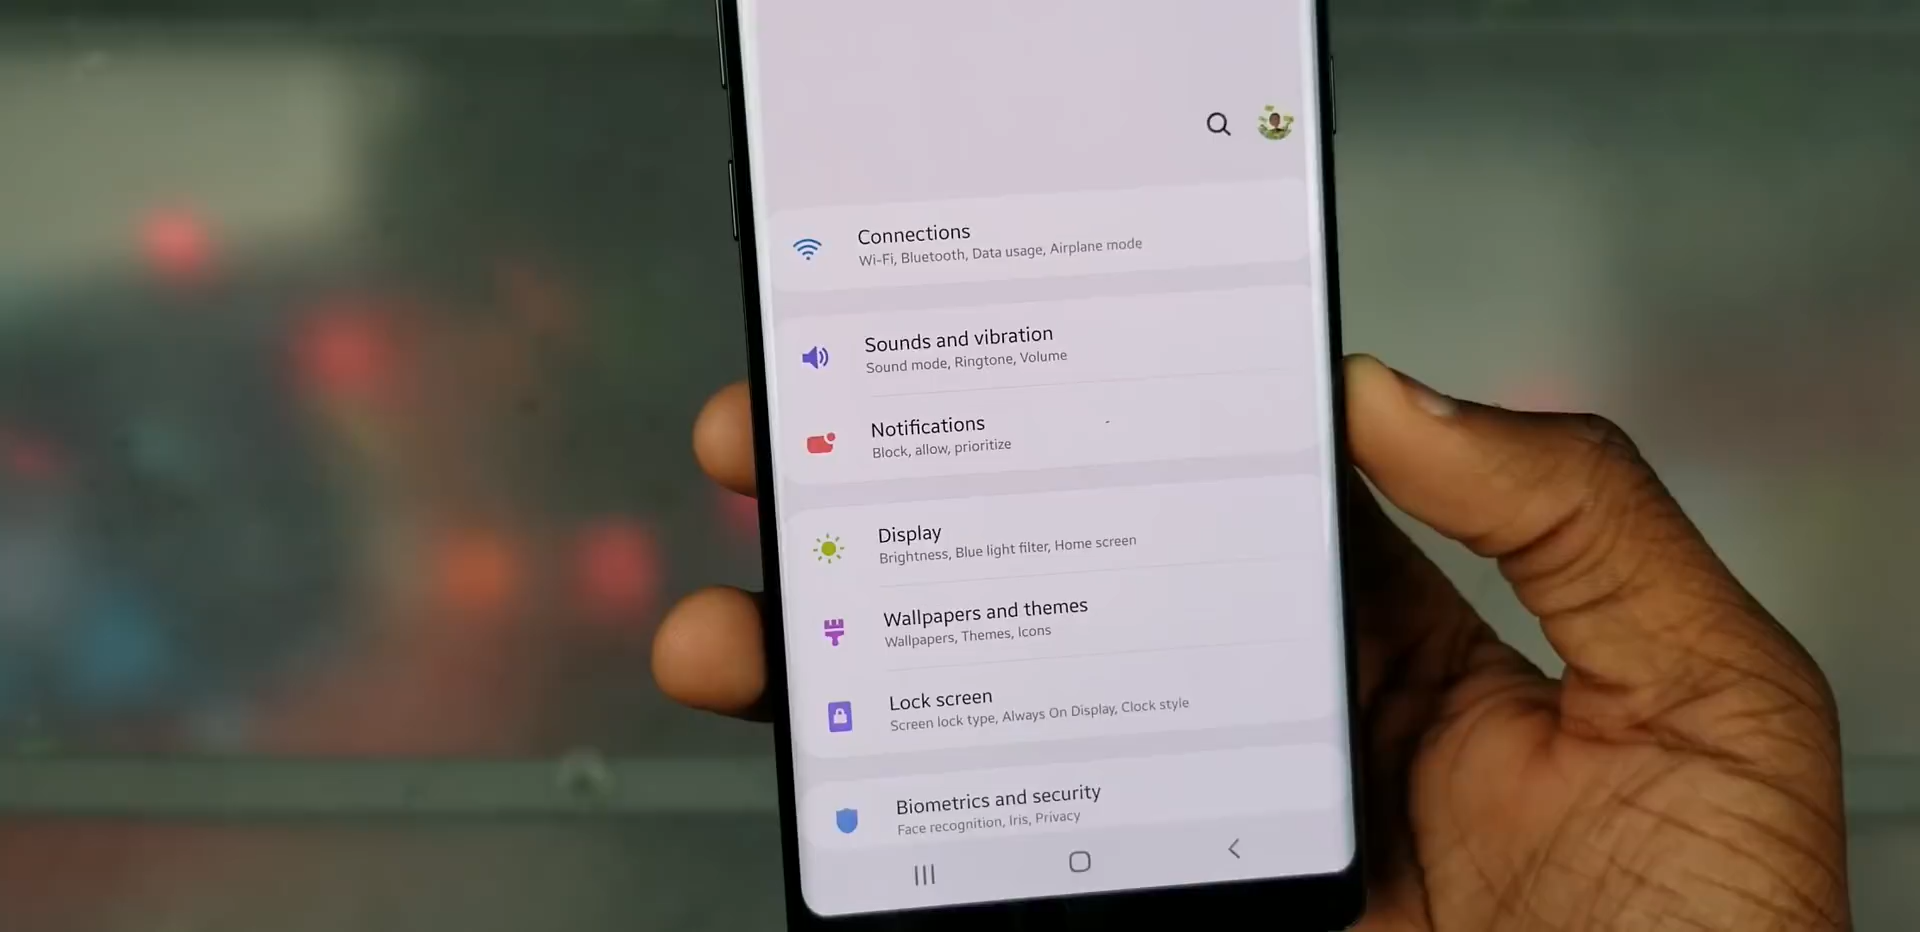 Connections
Wi-Fi, Bluetooth, Data usage, Airplane mode
Sounds and vibration
Sound mode, Ringtone, Volume
Notifications
Block, allow, prioritize
Display
Brightness, Blue light filter, Home screen
Wallpapers and themes
Wallpapers, Themes, Icons
Lock screen
Screen lock type, Always On Display, Clock style
Biometrics and security
Face recognition, Iris, Privacy